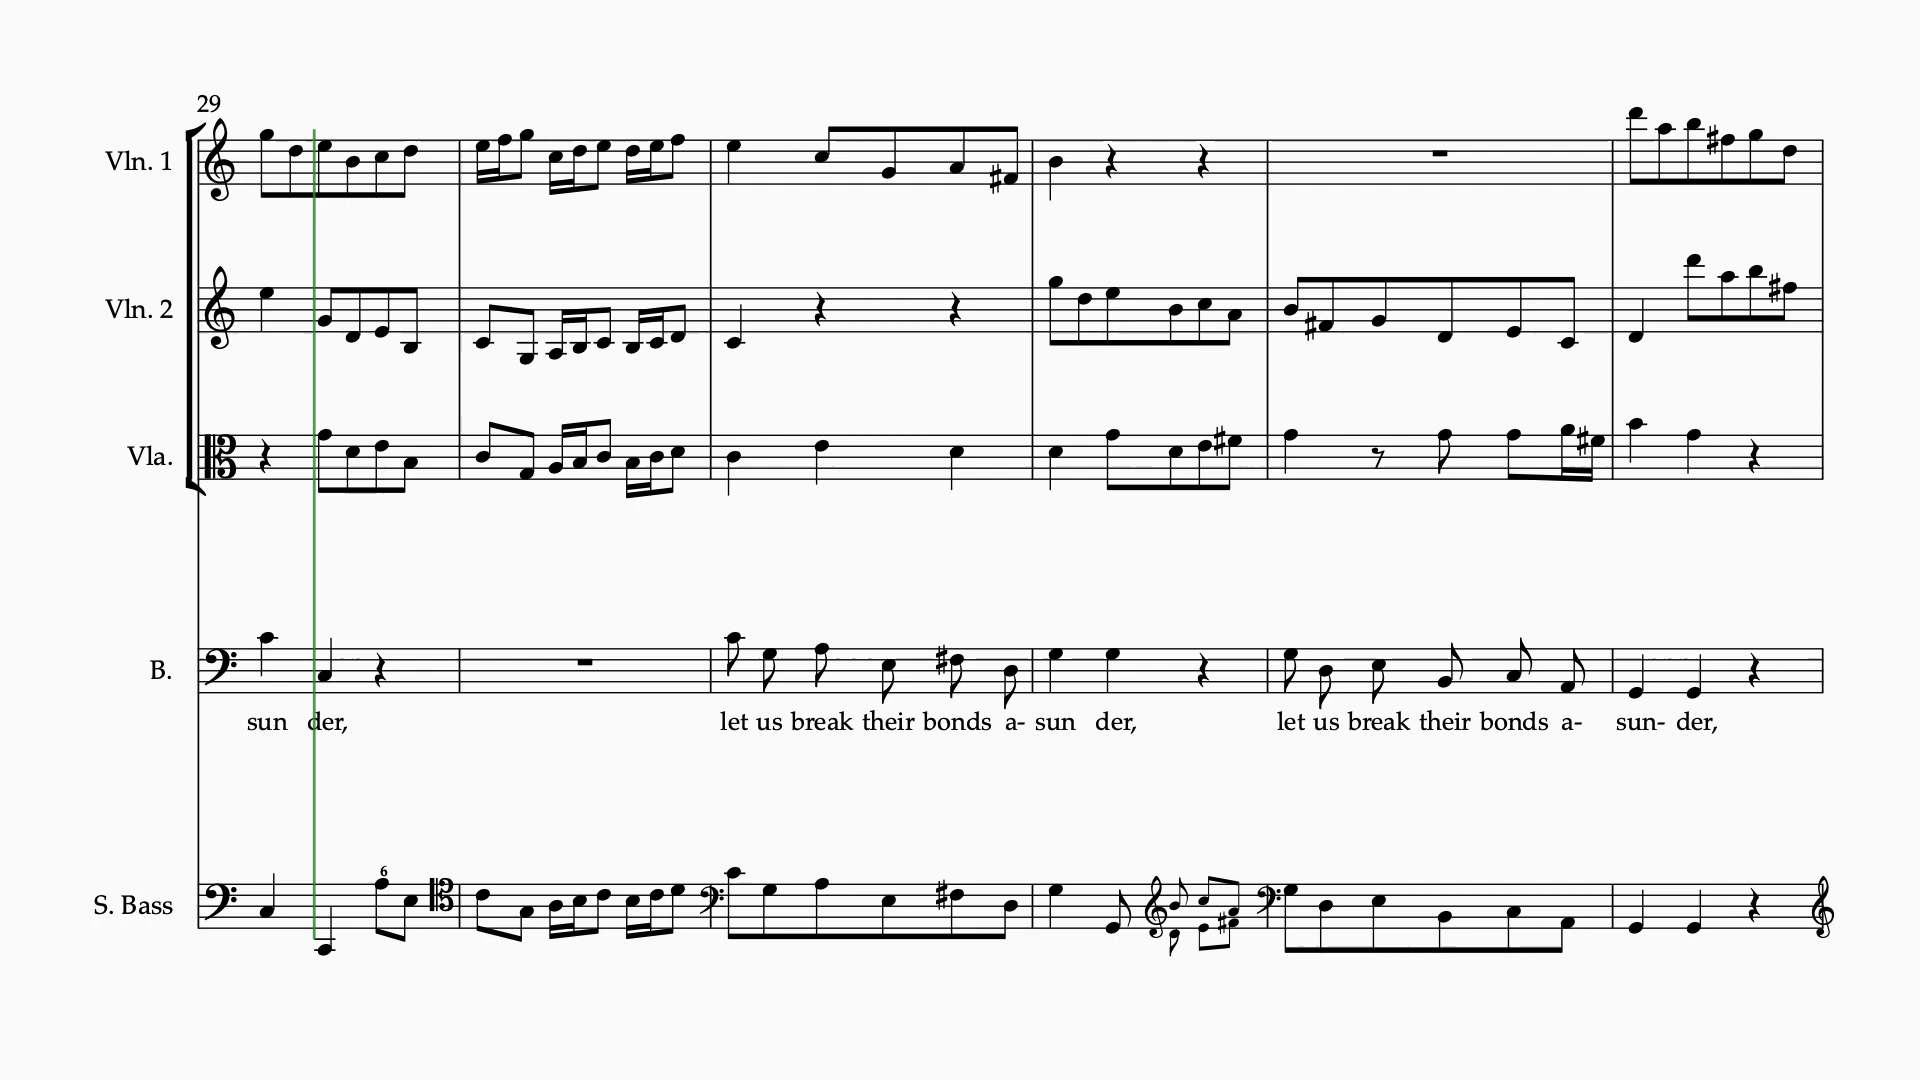 29
Vln. 1
Vln. 2
Vla.
B.
sun der, let us break their bonds a- sun der, let us break their bonds a- sun- der,
6
S. Bass